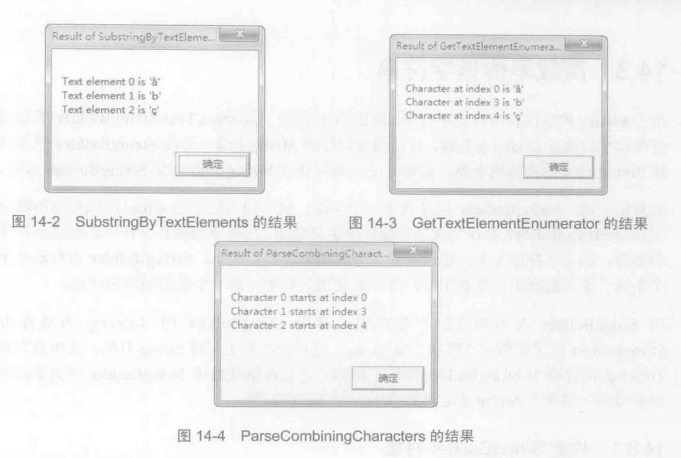 Result of SubstringByTextEleme...
Text element 0 is 'ā̈'
Text element 1 is 'b'
Text element 2 is 'ç'
确定
Result of GetTextElementEnumera...
Character at index 0 is 'ā̈'
Character at index 3 is 'b'
Character at index 4 is 'ç'
确定
图 14-2 SubstringByTextElements 的结果
图 14-3 GetTextElementEnumerator 的结果
Result of ParseCombiningCharact...
Character 0 starts at index 0
Character 1 starts at index 3
Character 2 starts at index 4
确定
图 14-4 ParseCombiningCharacters 的结果